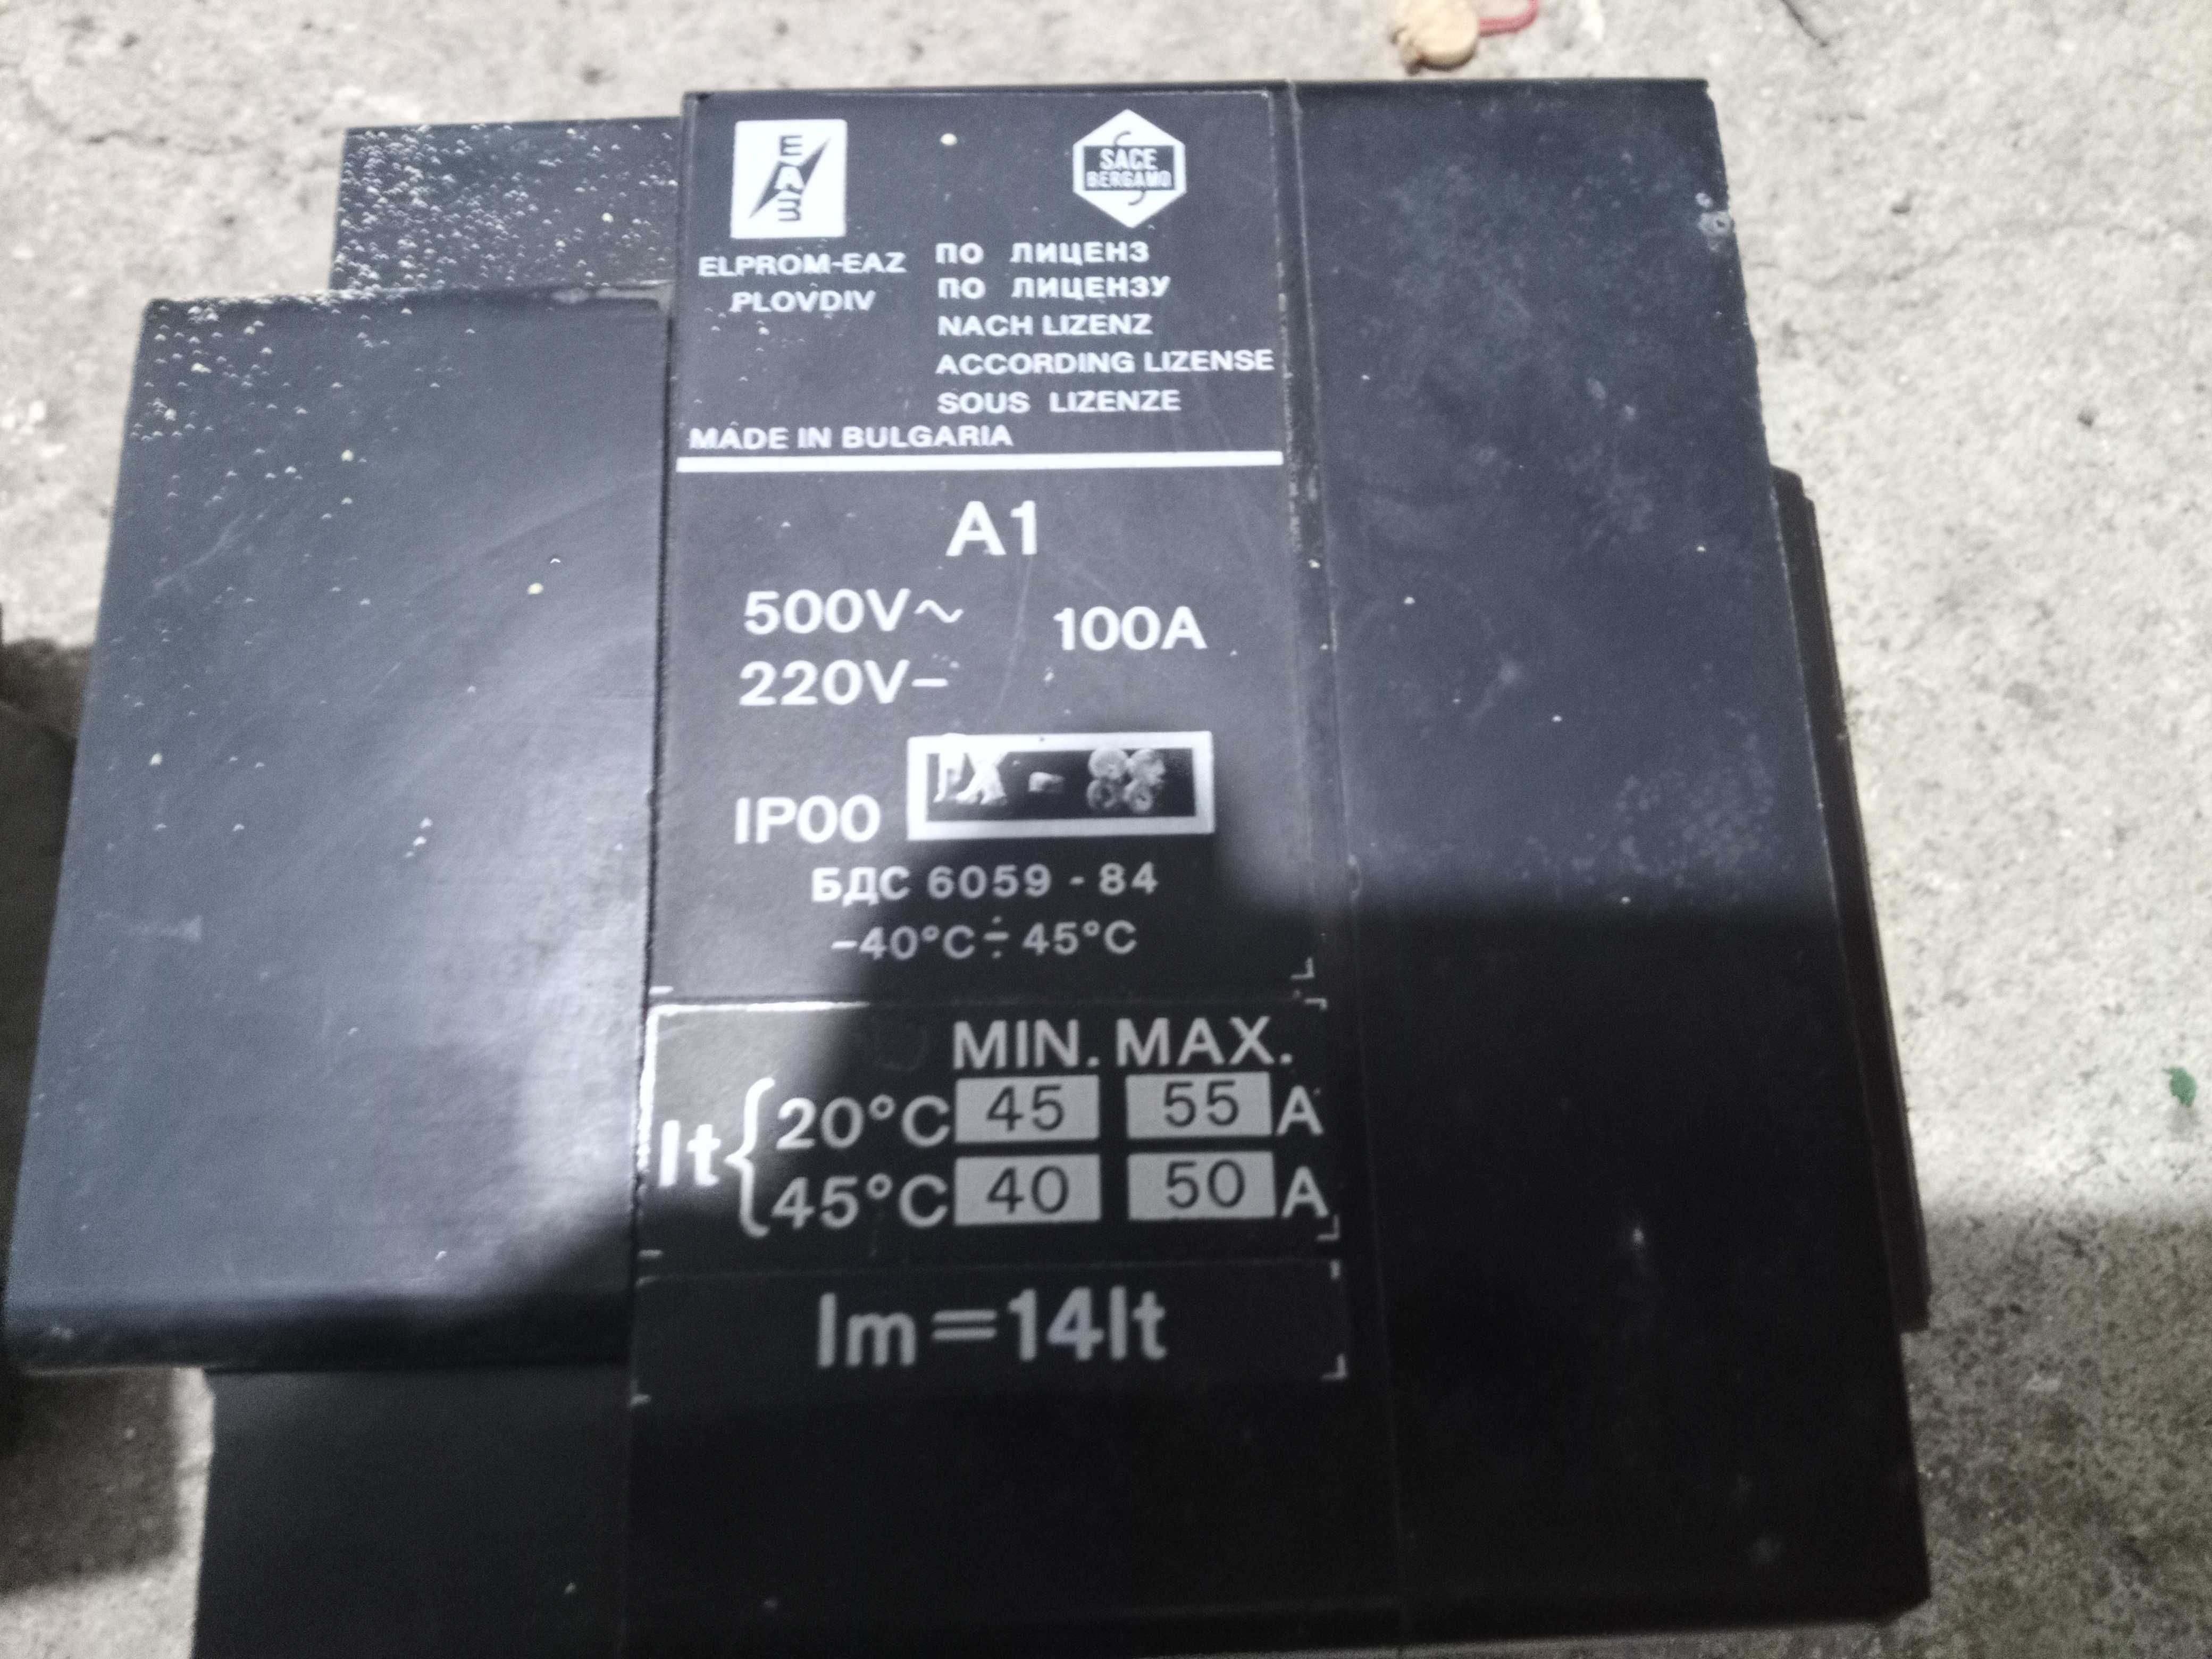 EAZ
SACE
BERGAMO
ELPROM-EAZ
PLOVDIV
ПО ЛИЦЕНЗ
ПО ЛИЦЕНЗУ
NACH LIZENZ
ACCORDING LIZENSE
SOUS LIZENZE
MADE IN BULGARIA
A1
500V~ 100A
220V-
IP00
БДС 6059 - 84
-40°C ÷ 45°C
MIN. MAX.
It { 20°C 45 55 A
45°C 40 50 A
Im=14It